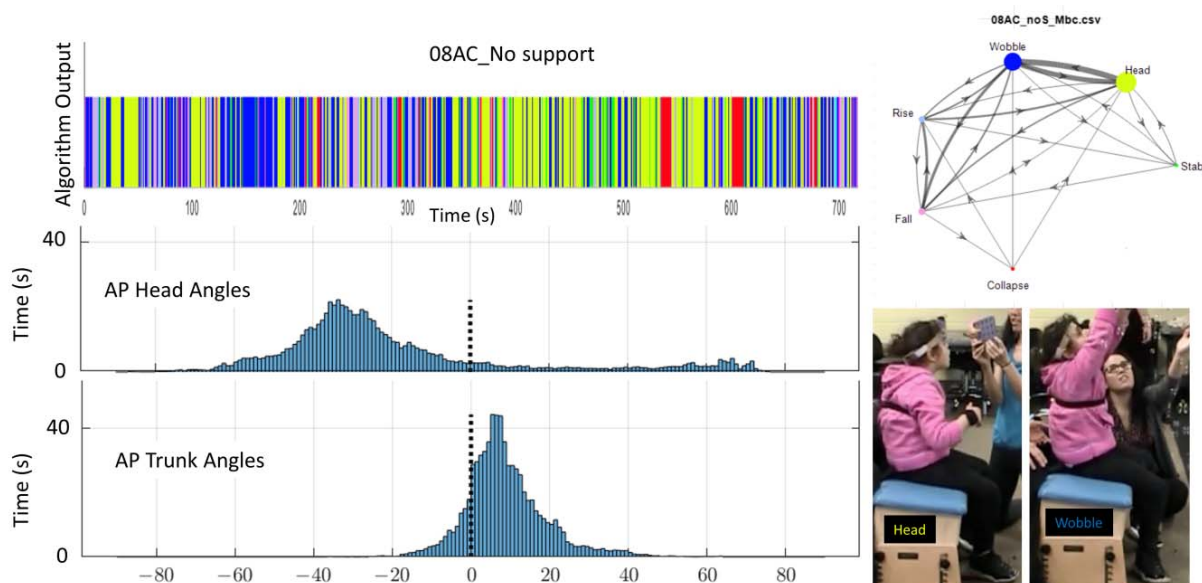 08AC_No support
Algorithm Output
0 100 200 300 400 500 600 700
Time (s)
40
0
Time (s)
AP Head Angles
40
0
Time (s)
AP Trunk Angles
−80 −60 −40 −20 0 20 40 60 80
08AC_noS_Mbc.csv
Wobble
Head
Rise
Stab
Fall
Collapse
Head
Wobble